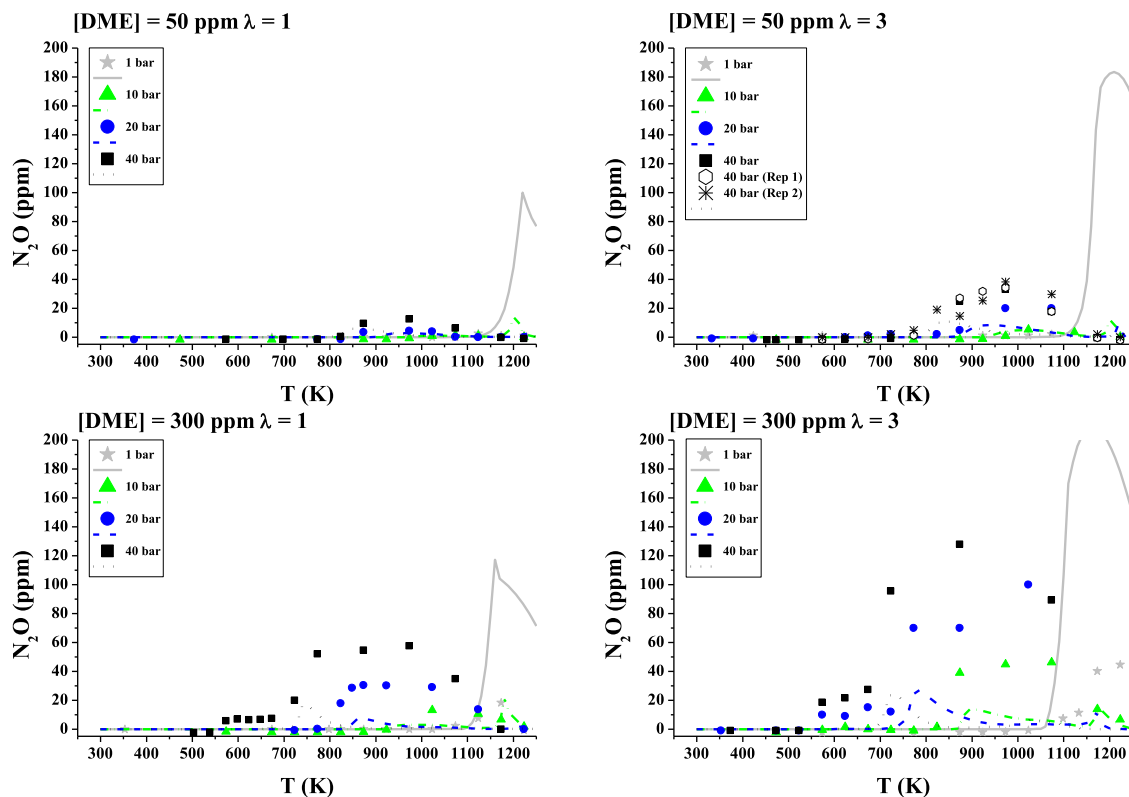 [DME] = 50 ppm λ = 1
200
180
160
140
120
100
80
60
40
20
0
N2O (ppm)
1 bar
10 bar
20 bar
40 bar
300 400 500 600 700 800 900 1000 1100 1200
T (K)
[DME] = 50 ppm λ = 3
200
180
160
140
120
100
80
60
40
20
0
N2O (ppm)
1 bar
10 bar
20 bar
40 bar
40 bar (Rep 1)
40 bar (Rep 2)
300 400 500 600 700 800 900 1000 1100 1200
T (K)
[DME] = 300 ppm λ = 1
200
180
160
140
120
100
80
60
40
20
0
N2O (ppm)
1 bar
10 bar
20 bar
40 bar
300 400 500 600 700 800 900 1000 1100 1200
T (K)
[DME] = 300 ppm λ = 3
200
180
160
140
120
100
80
60
40
20
0
N2O (ppm)
1 bar
10 bar
20 bar
40 bar
300 400 500 600 700 800 900 1000 1100 1200
T (K)